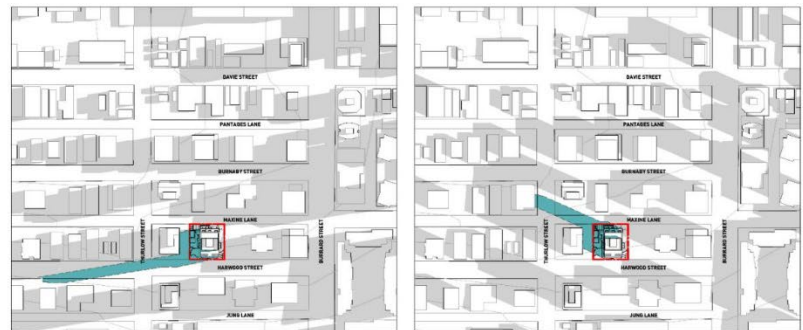 DAVIE STREET
PANTAGES LANE
BURNABY STREET
MAXINE LANE
THURLOW STREET
BURRARD STREET
HARWOOD STREET
JUNG LANE
DAVIE STREET
PANTAGES LANE
BURNABY STREET
MAXINE LANE
THURLOW STREET
BURRARD STREET
HARWOOD STREET
JUNG LANE